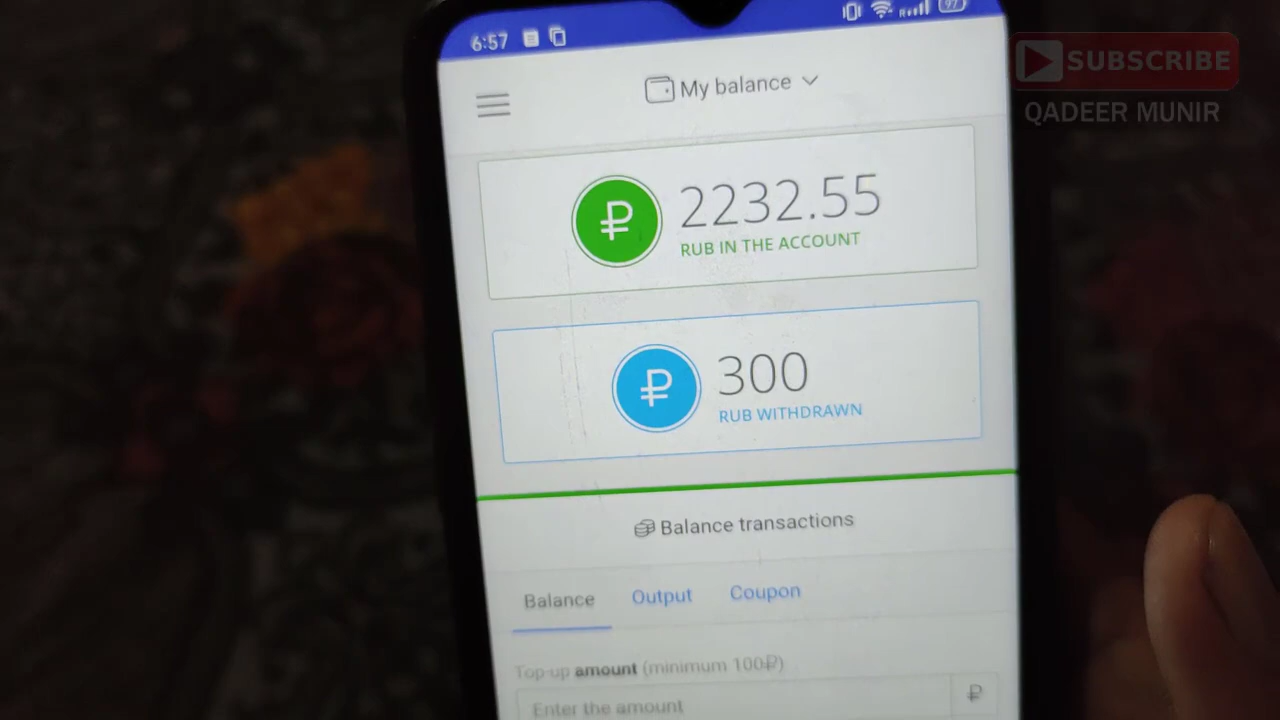 6:57
97
SUBSCRIBE
QADEER MUNIR
My balance
2232.55
RUB IN THE ACCOUNT
300
RUB WITHDRAWN
Balance transactions
Balance Output Coupon
Top-up amount (minimum 100₽)
Enter the amount ₽